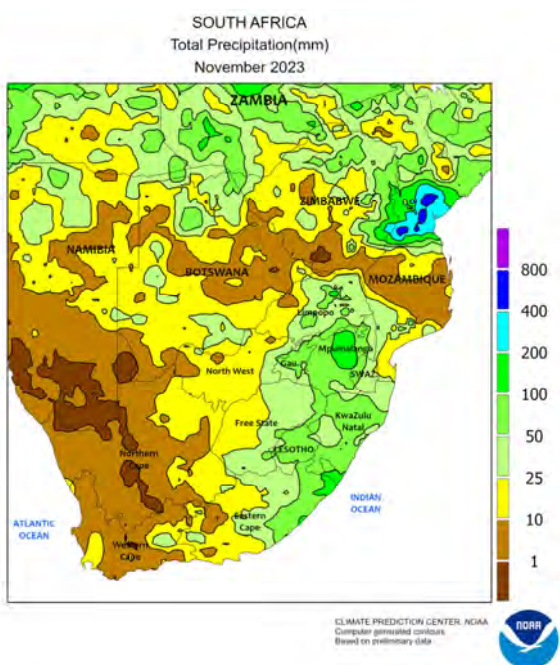 SOUTH AFRICA
Total Precipitation(mm)
November 2023
ZAMBIA
ZIMBABWE
NAMIBIA
BOTSWANA
MOZAMBIQUE
Limpopo
Mpumalanga
Gau
North West
SWAZ
Free State
KwaZulu
Natal
LESOTHO
Northern
Cape
Eastern
Cape
Western
Cape
ATLANTIC
OCEAN
INDIAN
OCEAN
800
400
200
100
50
25
10
1
CLIMATE PREDICTION CENTER, NOAA
Computer generated contours
Based on preliminary data
NOAA